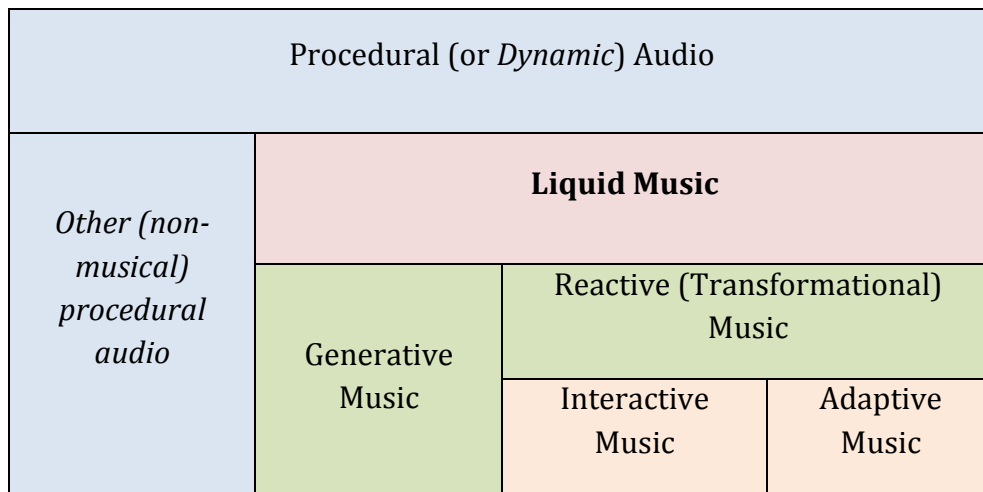 Procedural (or Dynamic) Audio
Other (non-
musical)
procedural
audio
Liquid Music
Generative
Music
Reactive (Transformational)
Music
Interactive
Music
Adaptive
Music